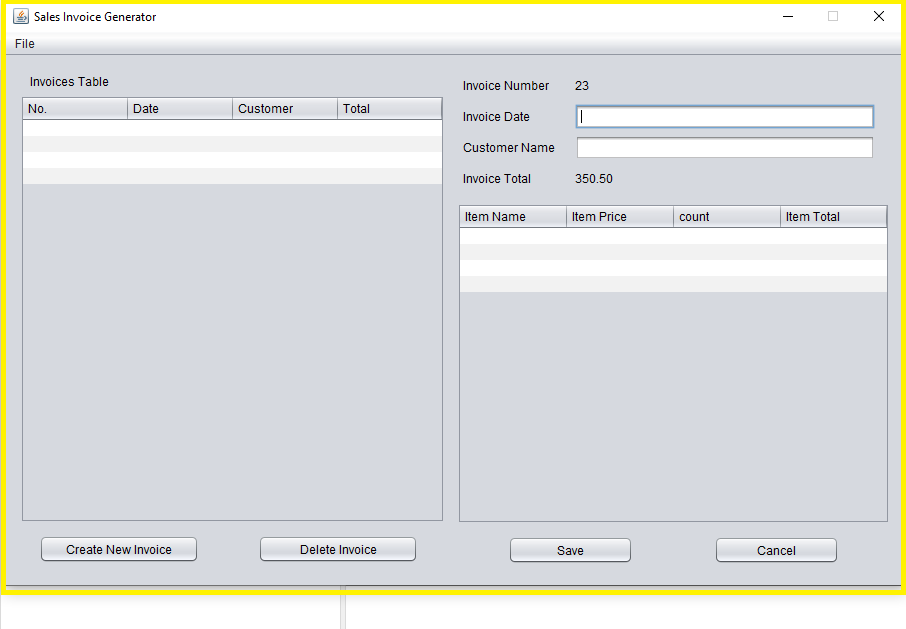 Sales Invoice Generator
File
Invoices Table
No. Date Customer Total
Invoice Number 23
Invoice Date
Customer Name
Invoice Total 350.50
Item Name Item Price count Item Total
Create New Invoice Delete Invoice Save Cancel